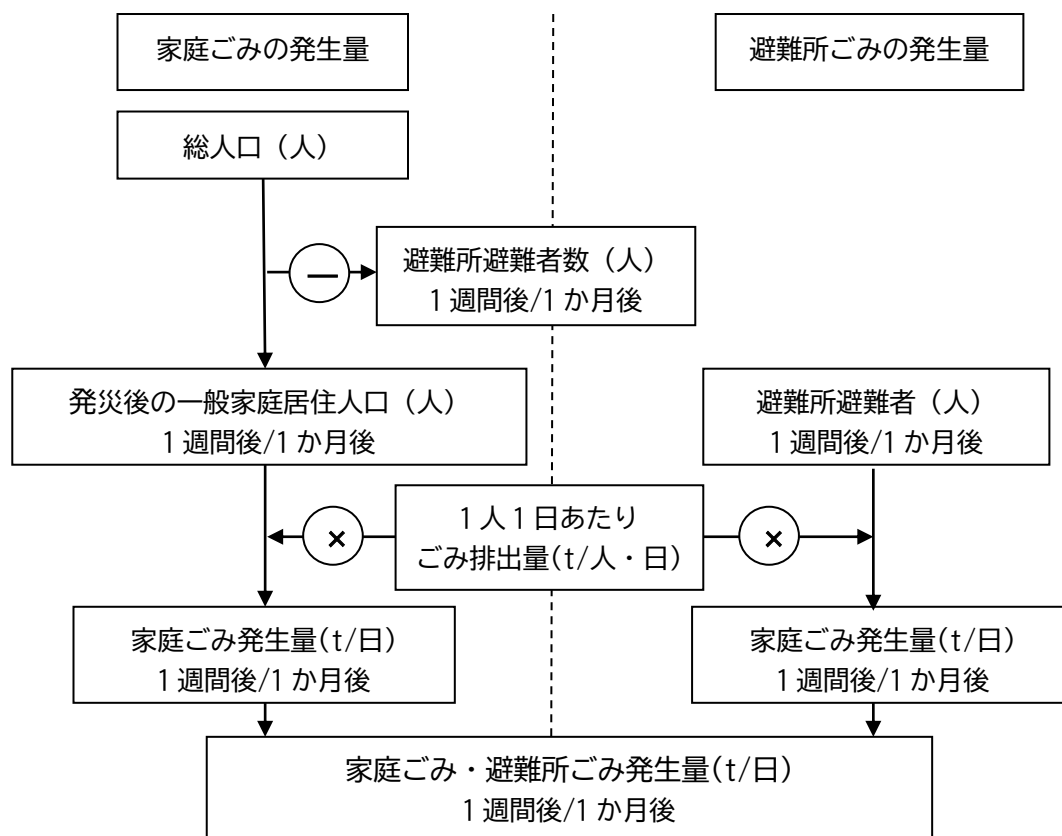 家庭ごみの発生量
避難所ごみの発生量
総人口（人）
避難所避難者数（人）
１週間後/1か月後
発災後の一般家庭居住人口（人）
１週間後/1か月後
避難所避難者（人）
１週間後/1か月後
１人１日あたり
ごみ排出量(t/人・日)
家庭ごみ発生量(t/日)
１週間後/1か月後
家庭ごみ発生量(t/日)
１週間後/1か月後
家庭ごみ・避難所ごみ発生量(t/日)
１週間後/1か月後